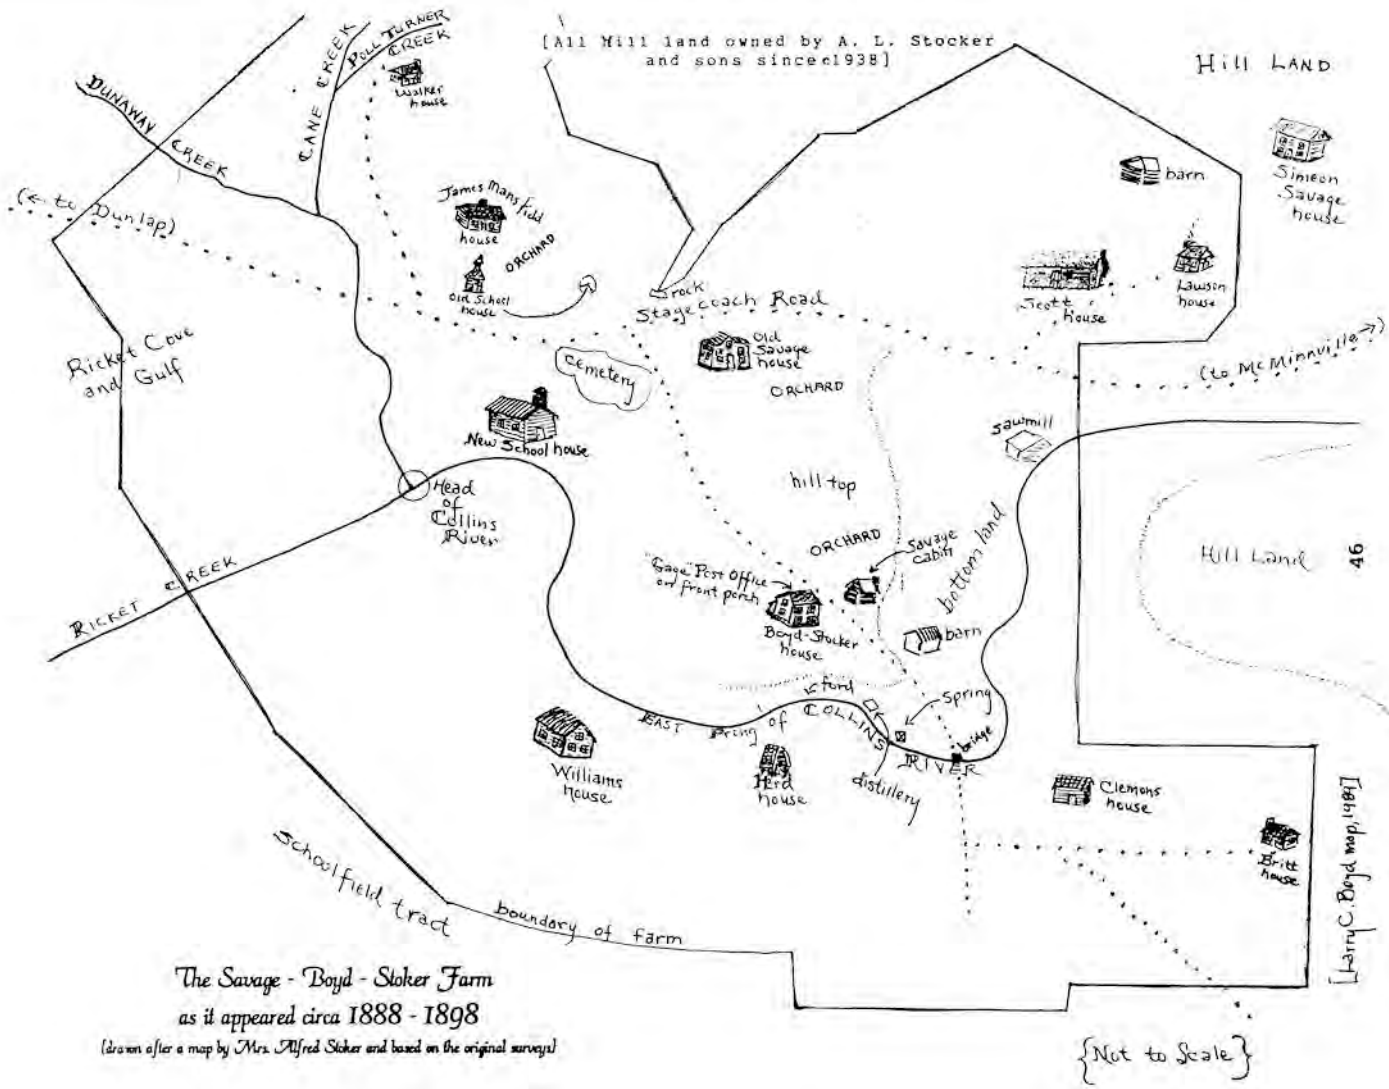 [All Hill land owned by A. L. Stocker
and sons since c1938]
Hill LAND
POLL TURNER
CREEK
CANE CREEK
Walker
house
DUNAWAY
CREEK
barn
Simeon
Savage
house
James Mansfield
house
ORCHARD
(← to Dunlap)
Old School
house
rock
Stagecoach Road
Scott
house
Lawson
house
Ricket Cove
and Gulf
Cemetery
Old
Savage
house
ORCHARD
(to McMinnville →)
New School house
sawmill
Head
of
Collins
River
hill top
bottom land
ORCHARD
Savage
cabin
Hill Land
46
RICKET CREEK
"Gage" Post Office
on front porch
Boyd-Stocker
house
barn
ford
spring
EAST Prong of COLLINS RIVER
bridge
Williams
house
Herd
house
distillery
Clemons
house
Britt
house
Schoolfield tract
boundary of farm
[Larry C. Boyd map, 1989]
The Savage - Boyd - Stoker Farm
as it appeared circa 1888 - 1898
(drawn after a map by Mrs. Alfred Stoker and based on the original surveys)
{Not to Scale}